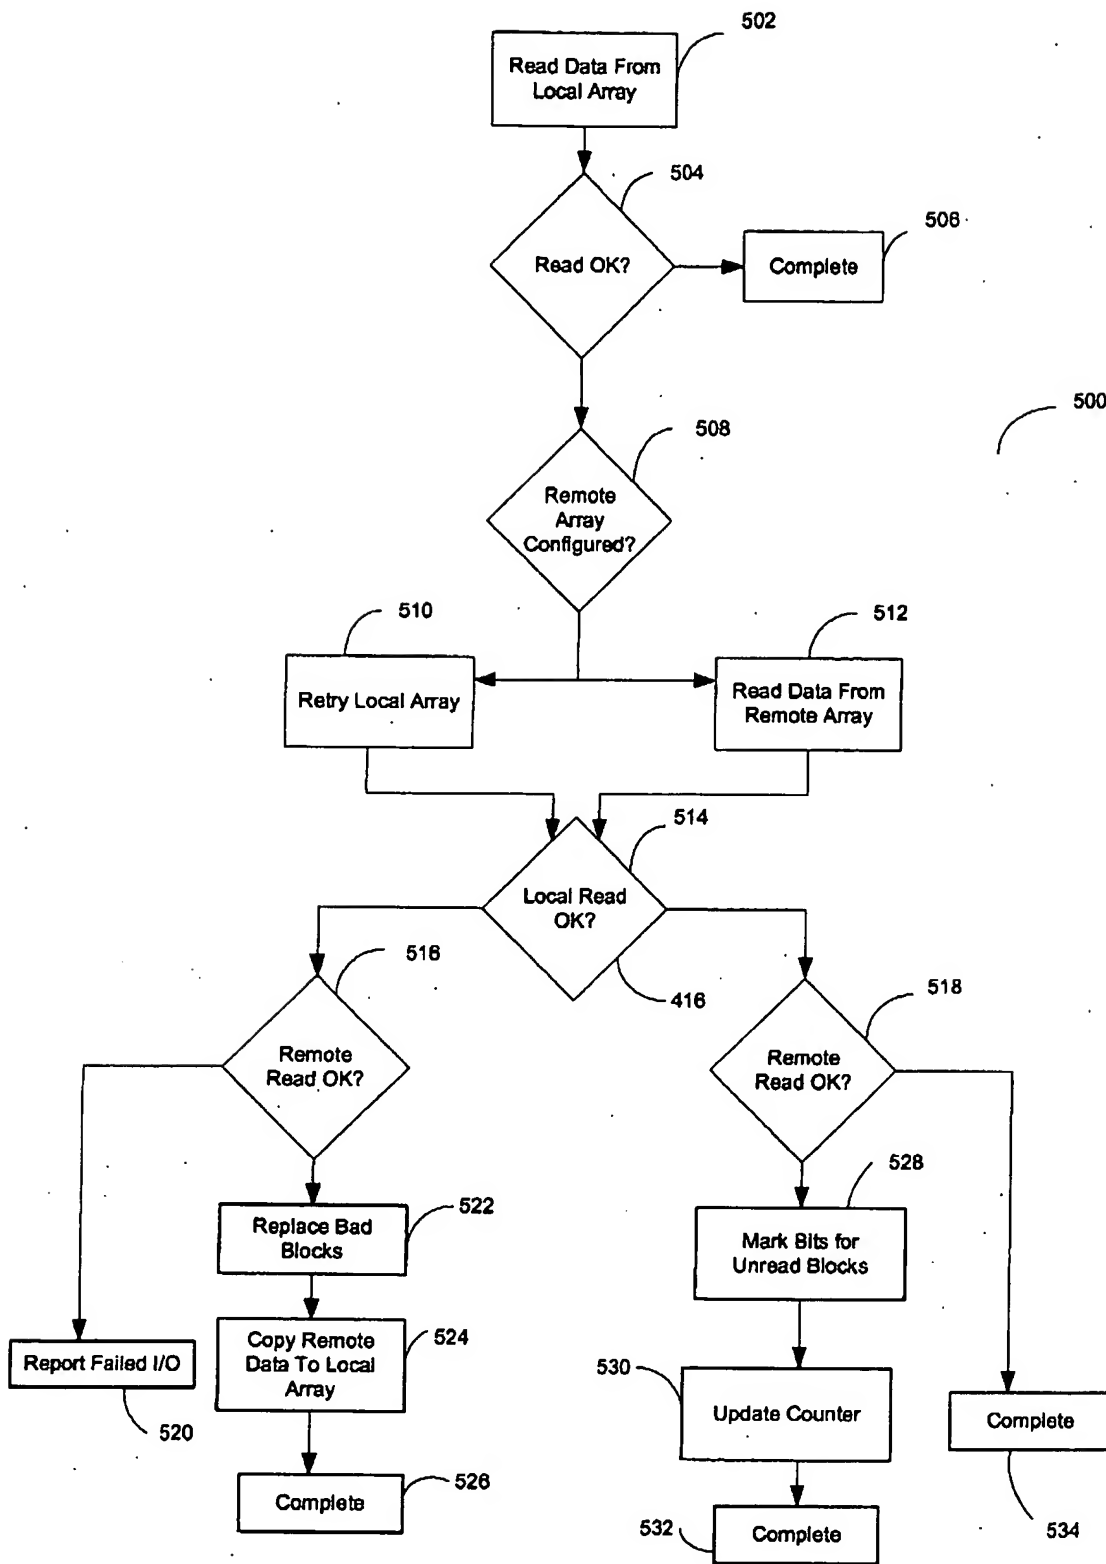 502
Read Data From
Local Array
504
Read OK?
506
Complete
500
508
Remote
Array
Configured?
510
512
Retry Local Array
Read Data From
Remote Array
514
Local Read
OK?
416
516
518
Remote
Read OK?
Remote
Read OK?
528
522
Replace Bad
Blocks
Mark Bits for
Unread Blocks
524
Copy Remote
Data To Local
Array
Report Failed I/O
520
530
Update Counter
Complete
534
526
Complete
532
Complete